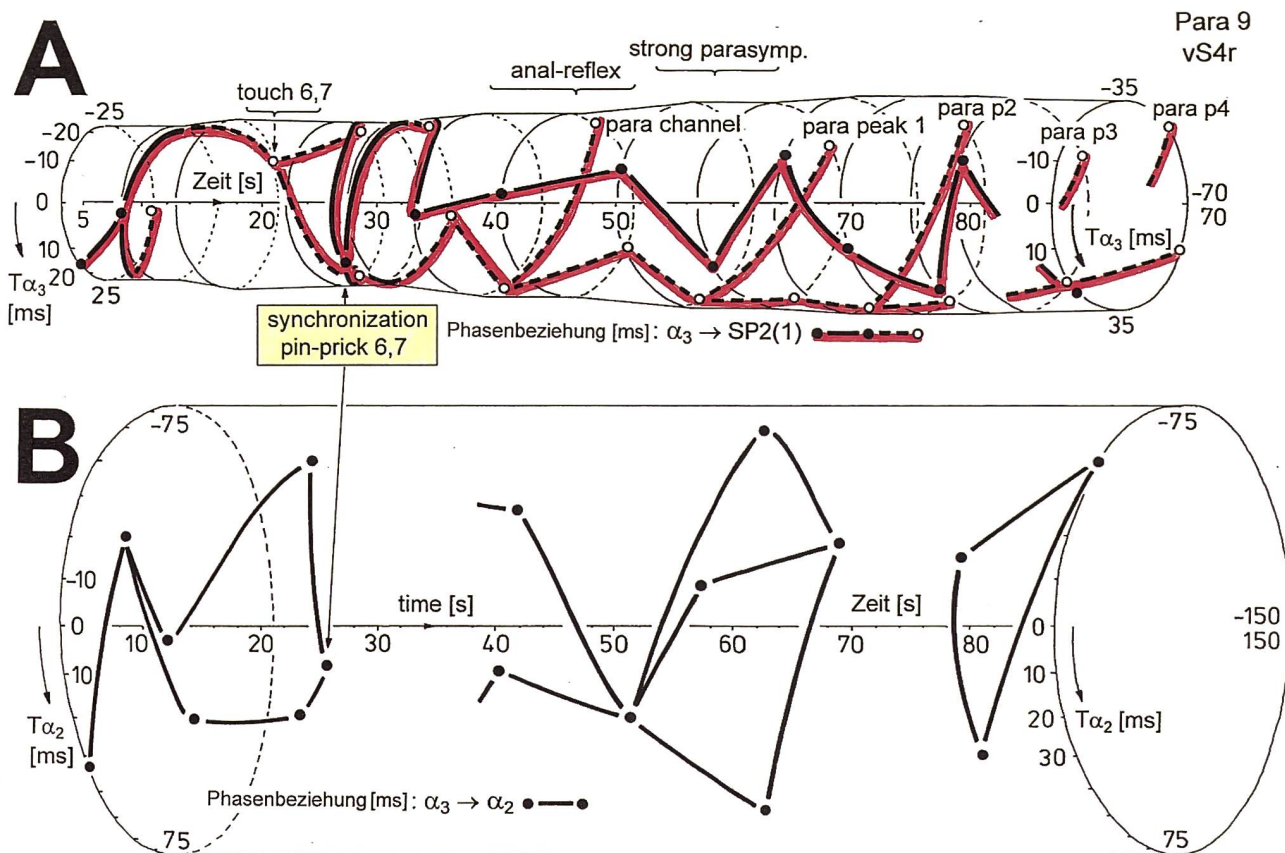 A
Para 9
vS4r
strong parasymp.
anal-reflex
touch 6,7
-25
-35
para p2
para p4
para channel
para peak 1
para p3
-20
-10
0
10
20
Zeit [s]
5
20
40
50
70
80
-10
0
10
-70
70
Tα3
[ms]
25
Tα3 [ms]
35
synchronization
pin-prick 6,7
Phasenbeziehung [ms]: α3 → SP2(1)
B
-75
-75
-10
0
10
time [s]
Zeit [s]
10
20
30
40
50
60
70
80
0
10
20
30
-150
150
Tα2
[ms]
Tα2 [ms]
Phasenbeziehung [ms]: α3 → α2
75
75